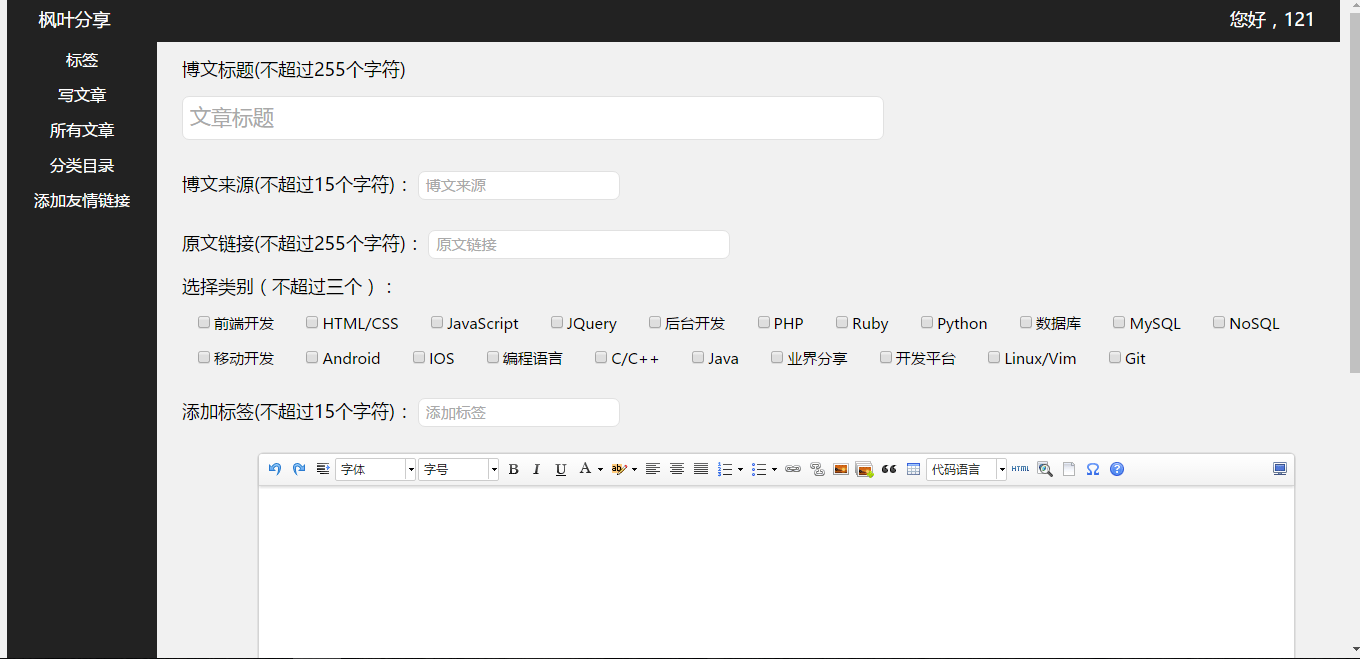 枫叶分享
您好，121
标签
写文章
所有文章
分类目录
添加友情链接
博文标题(不超过255个字符)
文章标题
博文来源(不超过15个字符)： 博文来源
原文链接(不超过255个字符)： 原文链接
选择类别（不超过三个）：
前端开发 HTML/CSS JavaScript JQuery 后台开发 PHP Ruby Python 数据库 MySQL NoSQL
移动开发 Android IOS 编程语言 C/C++ Java 业界分享 开发平台 Linux/Vim Git
添加标签(不超过15个字符)： 添加标签
字体 字号 B I U A ab 代码语言 HTML Ω ?